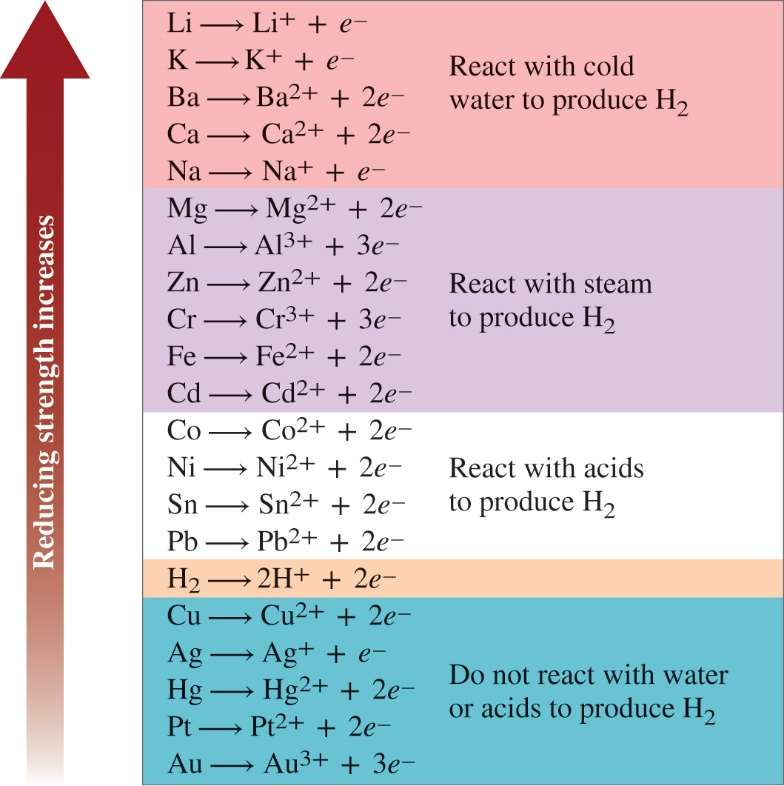 Reducing strength increases
Li ⟶ Li⁺ + e⁻
K ⟶ K⁺ + e⁻
Ba ⟶ Ba²⁺ + 2e⁻
Ca ⟶ Ca²⁺ + 2e⁻
Na ⟶ Na⁺ + e⁻
React with cold
water to produce H₂
Mg ⟶ Mg²⁺ + 2e⁻
Al ⟶ Al³⁺ + 3e⁻
Zn ⟶ Zn²⁺ + 2e⁻
Cr ⟶ Cr³⁺ + 3e⁻
Fe ⟶ Fe²⁺ + 2e⁻
Cd ⟶ Cd²⁺ + 2e⁻
React with steam
to produce H₂
Co ⟶ Co²⁺ + 2e⁻
Ni ⟶ Ni²⁺ + 2e⁻
Sn ⟶ Sn²⁺ + 2e⁻
Pb ⟶ Pb²⁺ + 2e⁻
React with acids
to produce H₂
H₂ ⟶ 2H⁺ + 2e⁻
Cu ⟶ Cu²⁺ + 2e⁻
Ag ⟶ Ag⁺ + e⁻
Hg ⟶ Hg²⁺ + 2e⁻
Pt ⟶ Pt²⁺ + 2e⁻
Au ⟶ Au³⁺ + 3e⁻
Do not react with water
or acids to produce H₂